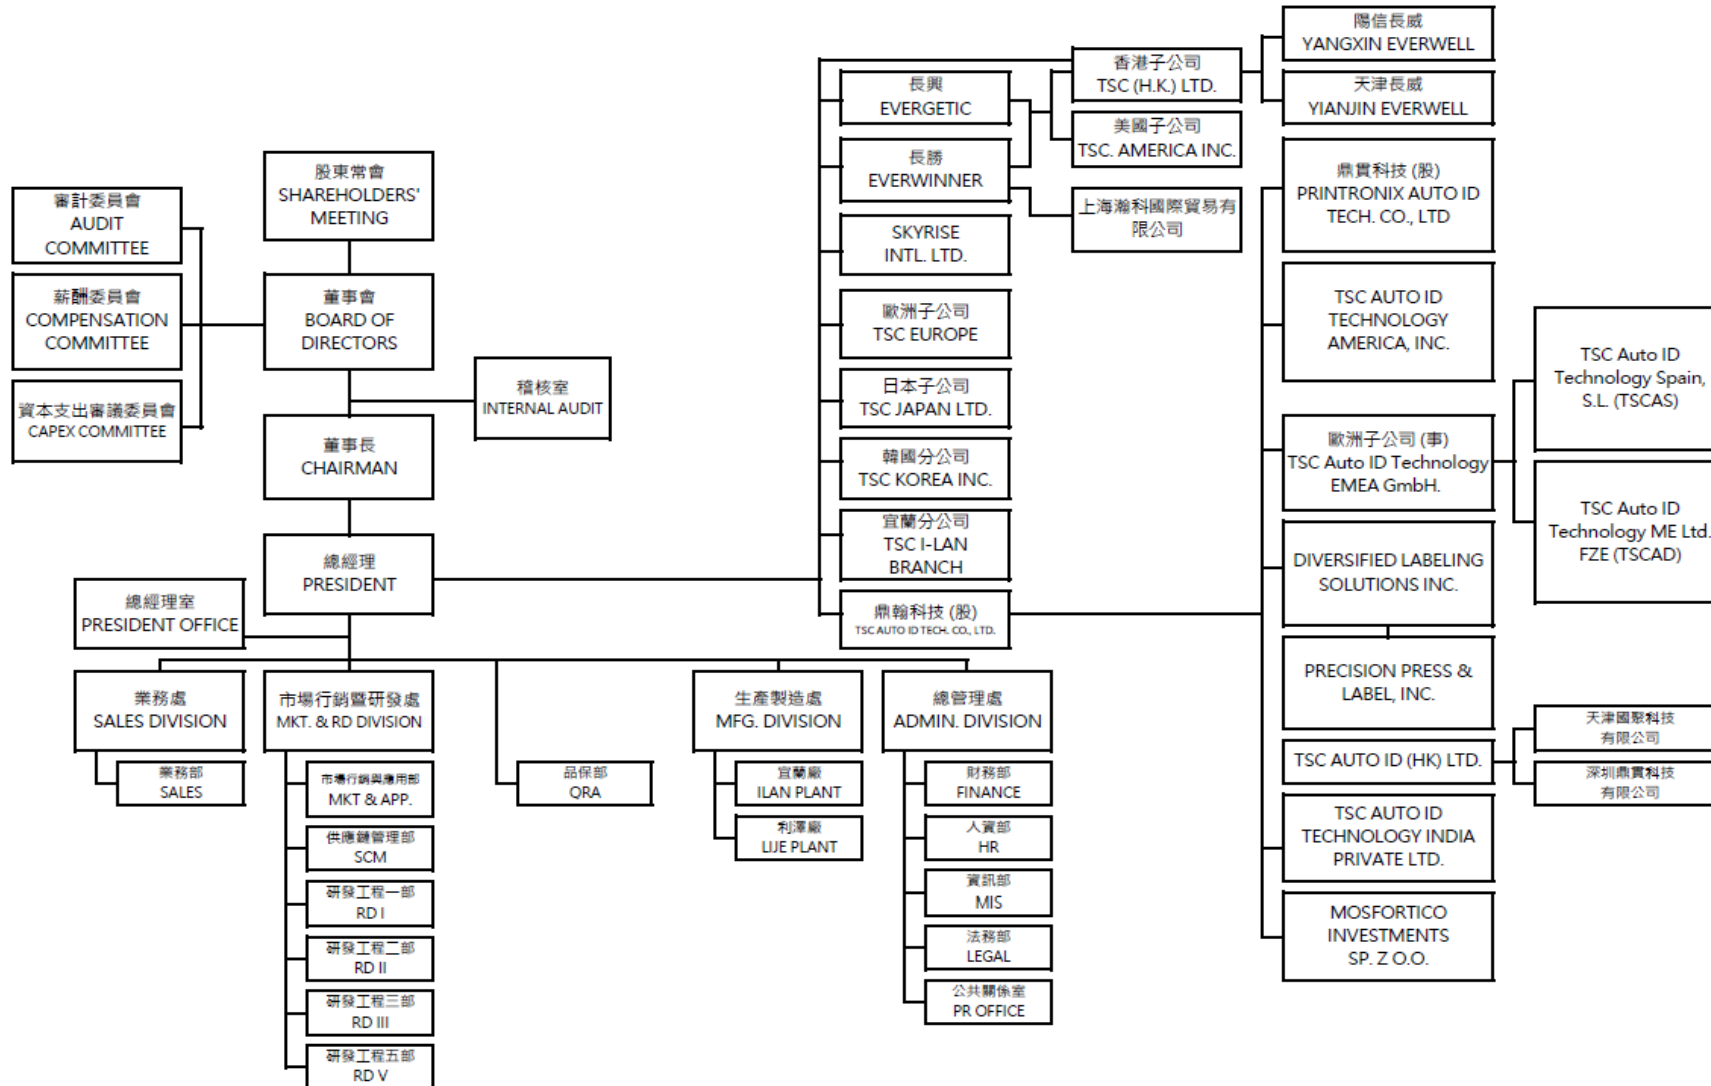 股東常會
SHAREHOLDERS'
MEETING
審計委員會
AUDIT
COMMITTEE
薪酬委員會
COMPENSATION
COMMITTEE
資本支出審議委員會
CAPEX COMMITTEE
董事會
BOARD OF
DIRECTORS
稽核室
INTERNAL AUDIT
董事長
CHAIRMAN
總經理
PRESIDENT
總經理室
PRESIDENT OFFICE
業務處
SALES DIVISION
業務部
SALES
市場行銷暨研發處
MKT. & RD DIVISION
市場行銷與應用部
MKT & APP.
供應鏈管理部
SCM
研發工程一部
RD I
研發工程二部
RD II
研發工程三部
RD III
研發工程五部
RD V
品保部
QRA
生產製造處
MFG. DIVISION
宜蘭廠
ILAN PLANT
利澤廠
LIJE PLANT
總管理處
ADMIN. DIVISION
財務部
FINANCE
人資部
HR
資訊部
MIS
法務部
LEGAL
公共關係室
PR OFFICE
長興
EVERGETIC
長勝
EVERWINNER
SKYRISE
INTL. LTD.
歐洲子公司
TSC EUROPE
日本子公司
TSC JAPAN LTD.
韓國分公司
TSC KOREA INC.
宜蘭分公司
TSC I-LAN
BRANCH
鼎翰科技 (股)
TSC AUTO ID TECH. CO., LTD.
香港子公司
TSC (H.K.) LTD.
美國子公司
TSC. AMERICA INC.
上海瀚科國際貿易有
限公司
陽信長威
YANGXIN EVERWELL
天津長威
YIANJIN EVERWELL
鼎貫科技 (股)
PRINTRONIX AUTO ID
TECH. CO., LTD
TSC AUTO ID
TECHNOLOGY
AMERICA, INC.
歐洲子公司 (事)
TSC Auto ID Technology
EMEA GmbH.
TSC Auto ID
Technology Spain,
S.L. (TSCAS)
TSC Auto ID
Technology ME Ltd.
FZE (TSCAD)
DIVERSIFIED LABELING
SOLUTIONS INC.
PRECISION PRESS &
LABEL, INC.
TSC AUTO ID (HK) LTD.
天津國聚科技
有限公司
深圳鼎貫科技
有限公司
TSC AUTO ID
TECHNOLOGY INDIA
PRIVATE LTD.
MOSFORTICO
INVESTMENTS
SP. Z O.O.